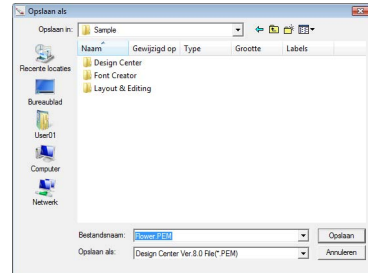 Opslaan als
Opslaan in: Sample
Naam Gewijzigd op Type Grootte Labels
Design Center
Font Creator
Layout & Editing
Recente locaties
Bureaublad
User01
Computer
Netwerk
Bestandsnaam: Flower.PEM Opslaan
Opslaan als: Design Center Ver.8.0 File(*.PEM) Annuleren